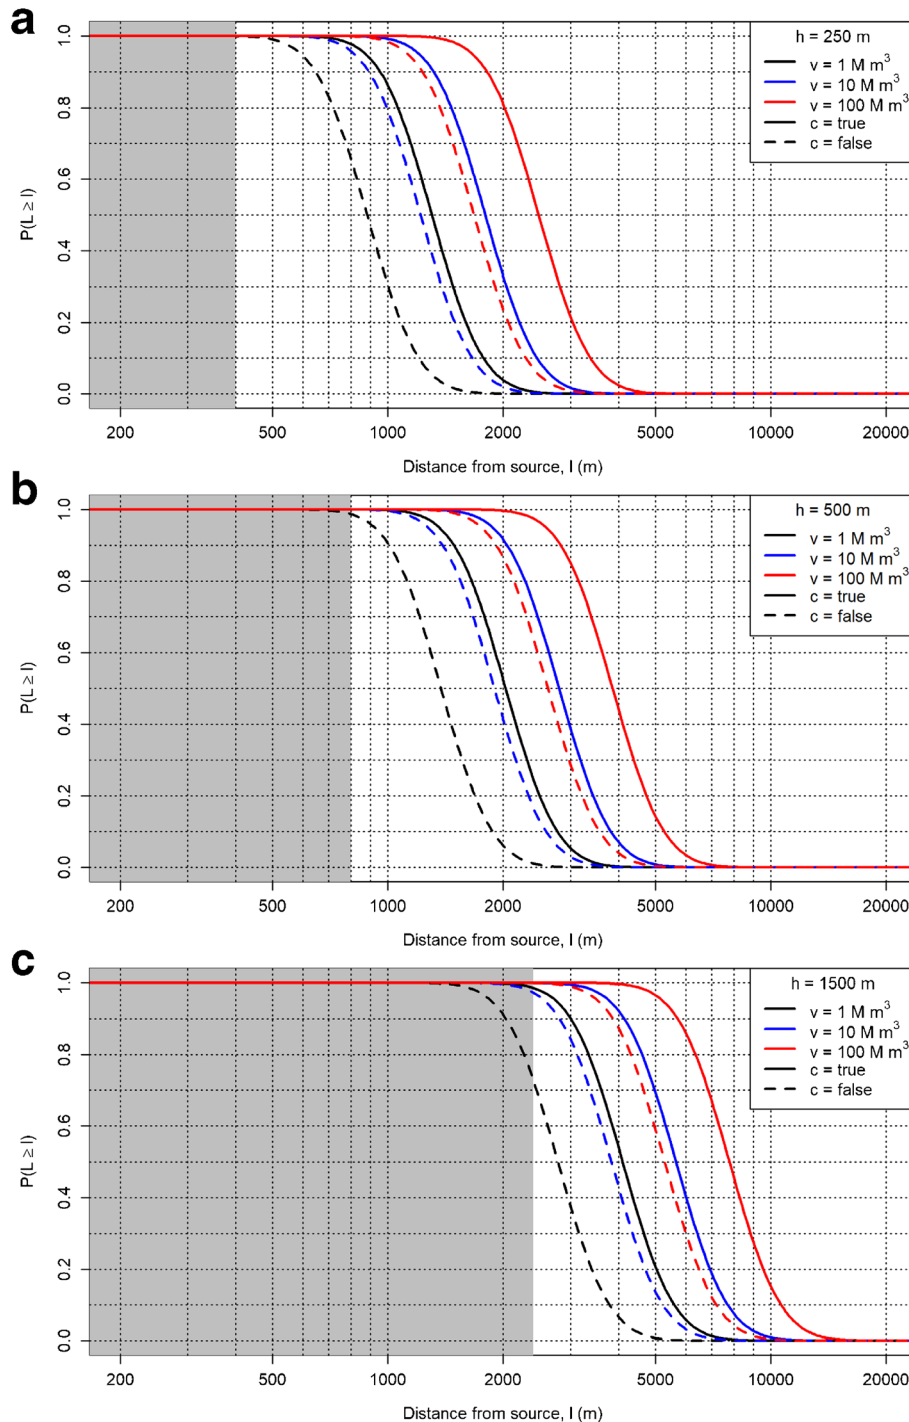 a
h = 250 m
v = 1 M m³
v = 10 M m³
v = 100 M m³
c = true
c = false
P(L ≥ l)
0.0 0.2 0.4 0.6 0.8 1.0
200 500 1000 2000 5000 10000 20000
Distance from source, l (m)
b
h = 500 m
v = 1 M m³
v = 10 M m³
v = 100 M m³
c = true
c = false
P(L ≥ l)
0.0 0.2 0.4 0.6 0.8 1.0
200 500 1000 2000 5000 10000 20000
Distance from source, l (m)
c
h = 1500 m
v = 1 M m³
v = 10 M m³
v = 100 M m³
c = true
c = false
P(L ≥ l)
0.0 0.2 0.4 0.6 0.8 1.0
200 500 1000 2000 5000 10000 20000
Distance from source, l (m)